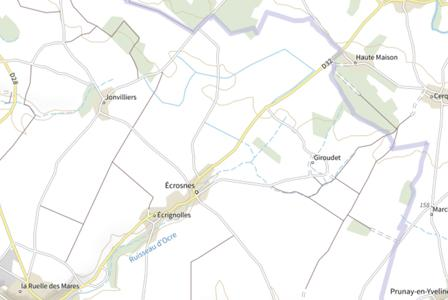 D28
D32
Haute Maison
Jonvilliers
Cerq
Giroudet
Écrosnes
158
Écrignolles
Marc
Ruisseau d'Ocre
la Ruelle des Mares
Prunay-en-Yveline